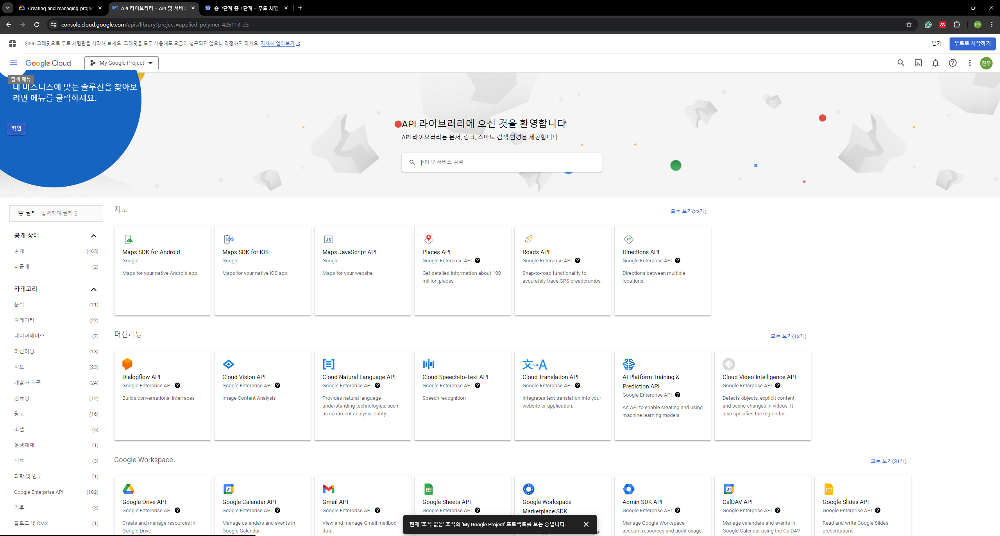 Creating and managing projec
API 라이브러리 – API 및 서비스
총 2단계 중 1단계 – 무료 체험판
console.cloud.google.com/apis/library?project=applied-polymer-426113-d3
진우
$300 크레딧으로 무료 체험판을 시작해 보세요. 크레딧을 모두 사용해도 요금이 청구되지 않으니 걱정하지 마세요. 자세히 알아보기
닫기
무료로 시작하기
Google Cloud
My Google Project
진우
탐색 메뉴
내 비즈니스에 맞는 솔루션을 찾아보
려면 메뉴를 클릭하세요.
확인
API 라이브러리에 오신 것을 환영합니다
API 라이브러리는 문서, 링크, 스마트 검색 환경을 제공합니다.
API 및 서비스 검색
필터 입력하여 필터링
공개 상태
공개 (465)
비공개 (2)
카테고리
분석 (11)
빅데이터 (22)
데이터베이스 (7)
머신러닝 (13)
지도 (23)
개발자 도구 (24)
컴퓨팅 (12)
광고 (16)
소셜 (5)
운영체제 (1)
의료 (3)
과학 및 연구 (1)
Google Enterprise API (182)
기후 (3)
블로그 및 CMS (1)
지도
모두 보기(23개)
Maps SDK for Android
Google
Maps for your native Android app.
iOS
Maps SDK for iOS
Google
Maps for your native iOS app.
JS
Maps JavaScript API
Google
Maps for your website
Places API
Google Enterprise API
Get detailed information about 100
million places
Roads API
Google Enterprise API
Snap-to-road functionality to
accurately trace GPS breadcrumbs.
Directions API
Google Enterprise API
Directions between multiple
locations.
머신러닝
모두 보기(13개)
Dialogflow API
Google Enterprise API
Builds conversational interfaces
Cloud Vision API
Google Enterprise API
Image Content Analysis
Cloud Natural Language API
Google Enterprise API
Provides natural language
understanding technologies, such
as sentiment analysis, entity...
Cloud Speech-to-Text API
Google Enterprise API
Speech recognition
文→A
Cloud Translation API
Google Enterprise API
Integrates text translation into your
website or application.
AI Platform Training &
Prediction API
Google Enterprise API
An API to enable creating and using
machine learning models.
Cloud Video Intelligence API
Google Enterprise API
Detects objects, explicit content,
and scene changes in videos. It
also specifies the region for...
Google Workspace
모두 보기(31개)
Google Drive API
Google Enterprise API
Create and manage resources in
Google Drive.
31
Google Calendar API
Google Enterprise API
Manage calendars and events in
Google Calendar.
Gmail API
Google Enterprise API
View and manage Gmail mailbox
data.
Google Sheets API
Google Enterprise API
Google Workspace
Marketplace SDK
Admin SDK API
Google Enterprise API
Manage Google Workspace
account resources and audit usage.
31
CalDAV API
Google Enterprise API
Manage calendars and events in
Google Calendar using the CalDAV
Google Slides API
Google Enterprise API
Read and write Google Slides
presentations
현재 '조직 없음' 조직의 'My Google Project' 프로젝트를 보는 중입니다.